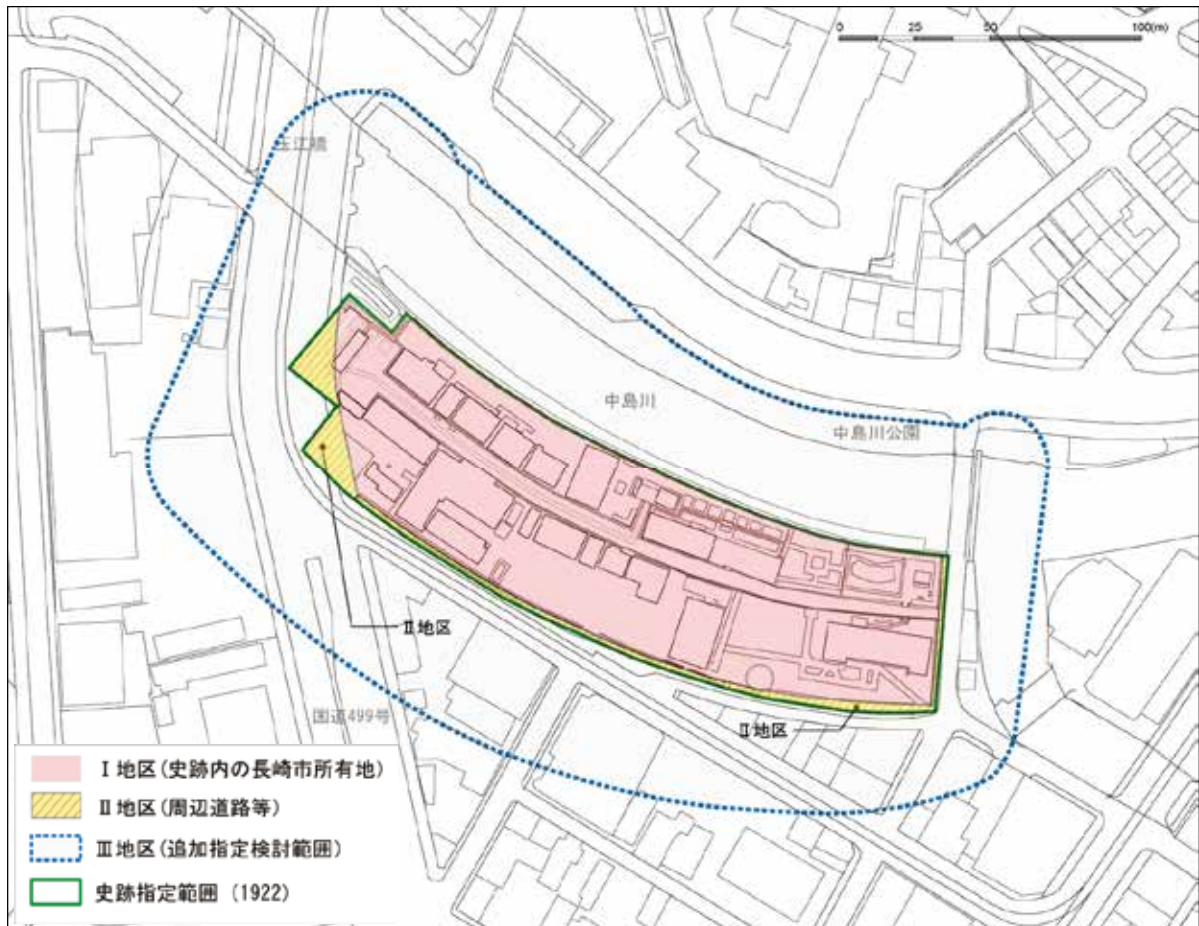 0 25 50 100(m)
玉江橋
中島川
中島川公園
Ⅱ地区
国道499号
Ⅱ地区
Ⅰ地区(史跡内の長崎市所有地)
Ⅱ地区(周辺道路等)
Ⅲ地区(追加指定検討範囲)
史跡指定範囲 (1922)